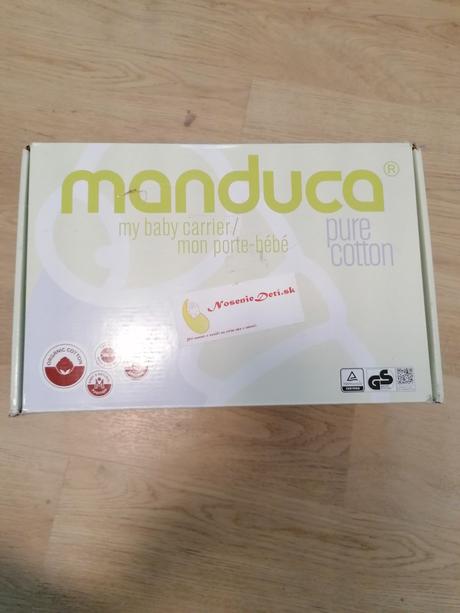 manduca®
my baby carrier/
mon porte-bébé
pure
cotton
NosenieDeti.sk
ORGANIC COTTON
GS